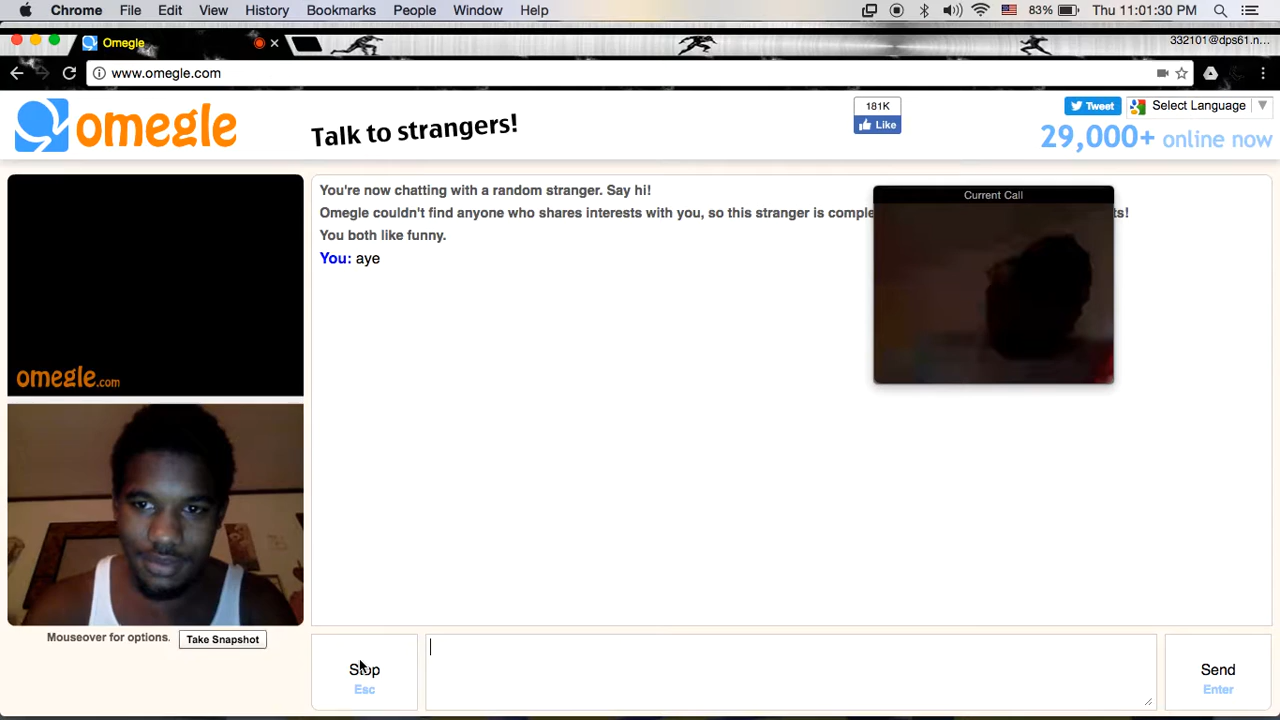 Chrome File Edit View History Bookmarks People Window Help 83% Thu 11:01:30 PM
Omegle 332101@dps61.n...
www.omegle.com
omegle Talk to strangers! 181K Like Tweet Select Language
29,000+ online now
You're now chatting with a random stranger. Say hi!
Omegle couldn't find anyone who shares interests with you, so this stranger is comple ts!
You both like funny.
You: aye
Current Call
omegle.com
Mouseover for options. Take Snapshot
Stop
Esc
Send
Enter